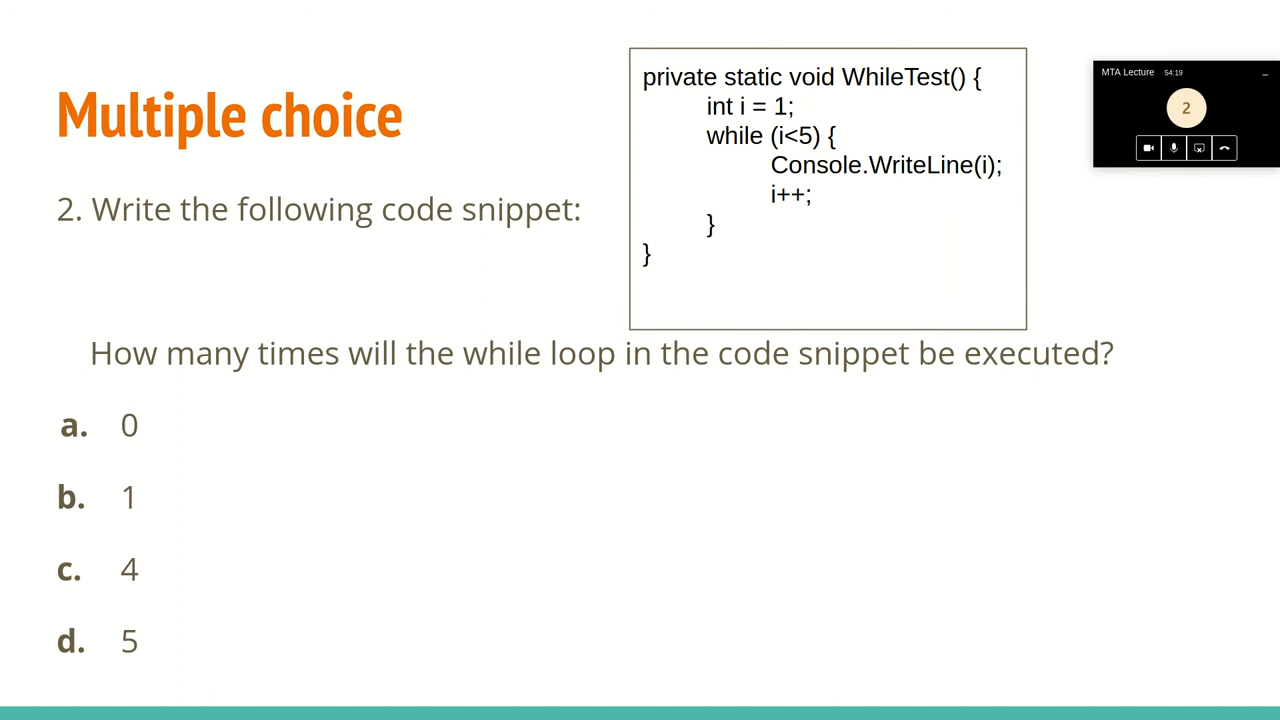 Multiple choice
2. Write the following code snippet:
private static void WhileTest() {
int i = 1;
while (i<5) {
Console.WriteLine(i);
i++;
}
}
MTA Lecture 54:19
2
How many times will the while loop in the code snippet be executed?
a. 0
b. 1
c. 4
d. 5